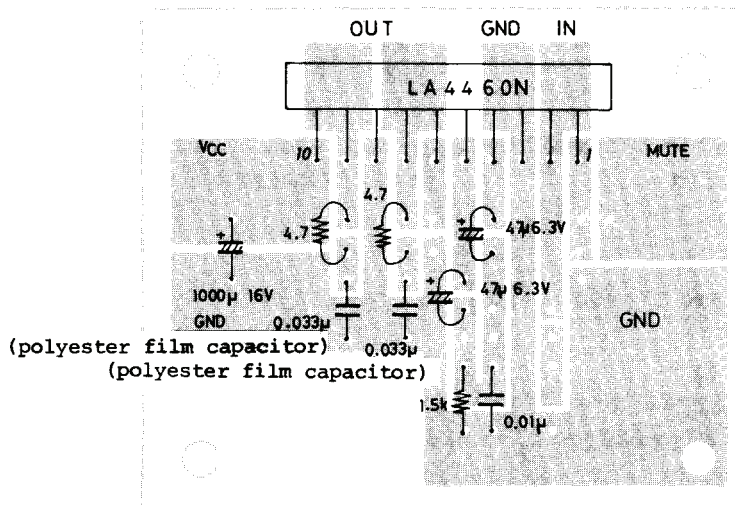 OUT GND IN
LA4460N
VCC 10 1 MUTE
4.7
4.7 47µ6.3V
1000µ 16V 47µ 6.3V
GND 0.033µ GND
(polyester film capacitor) 0.033µ
(polyester film capacitor)
1.5k 0.01µ